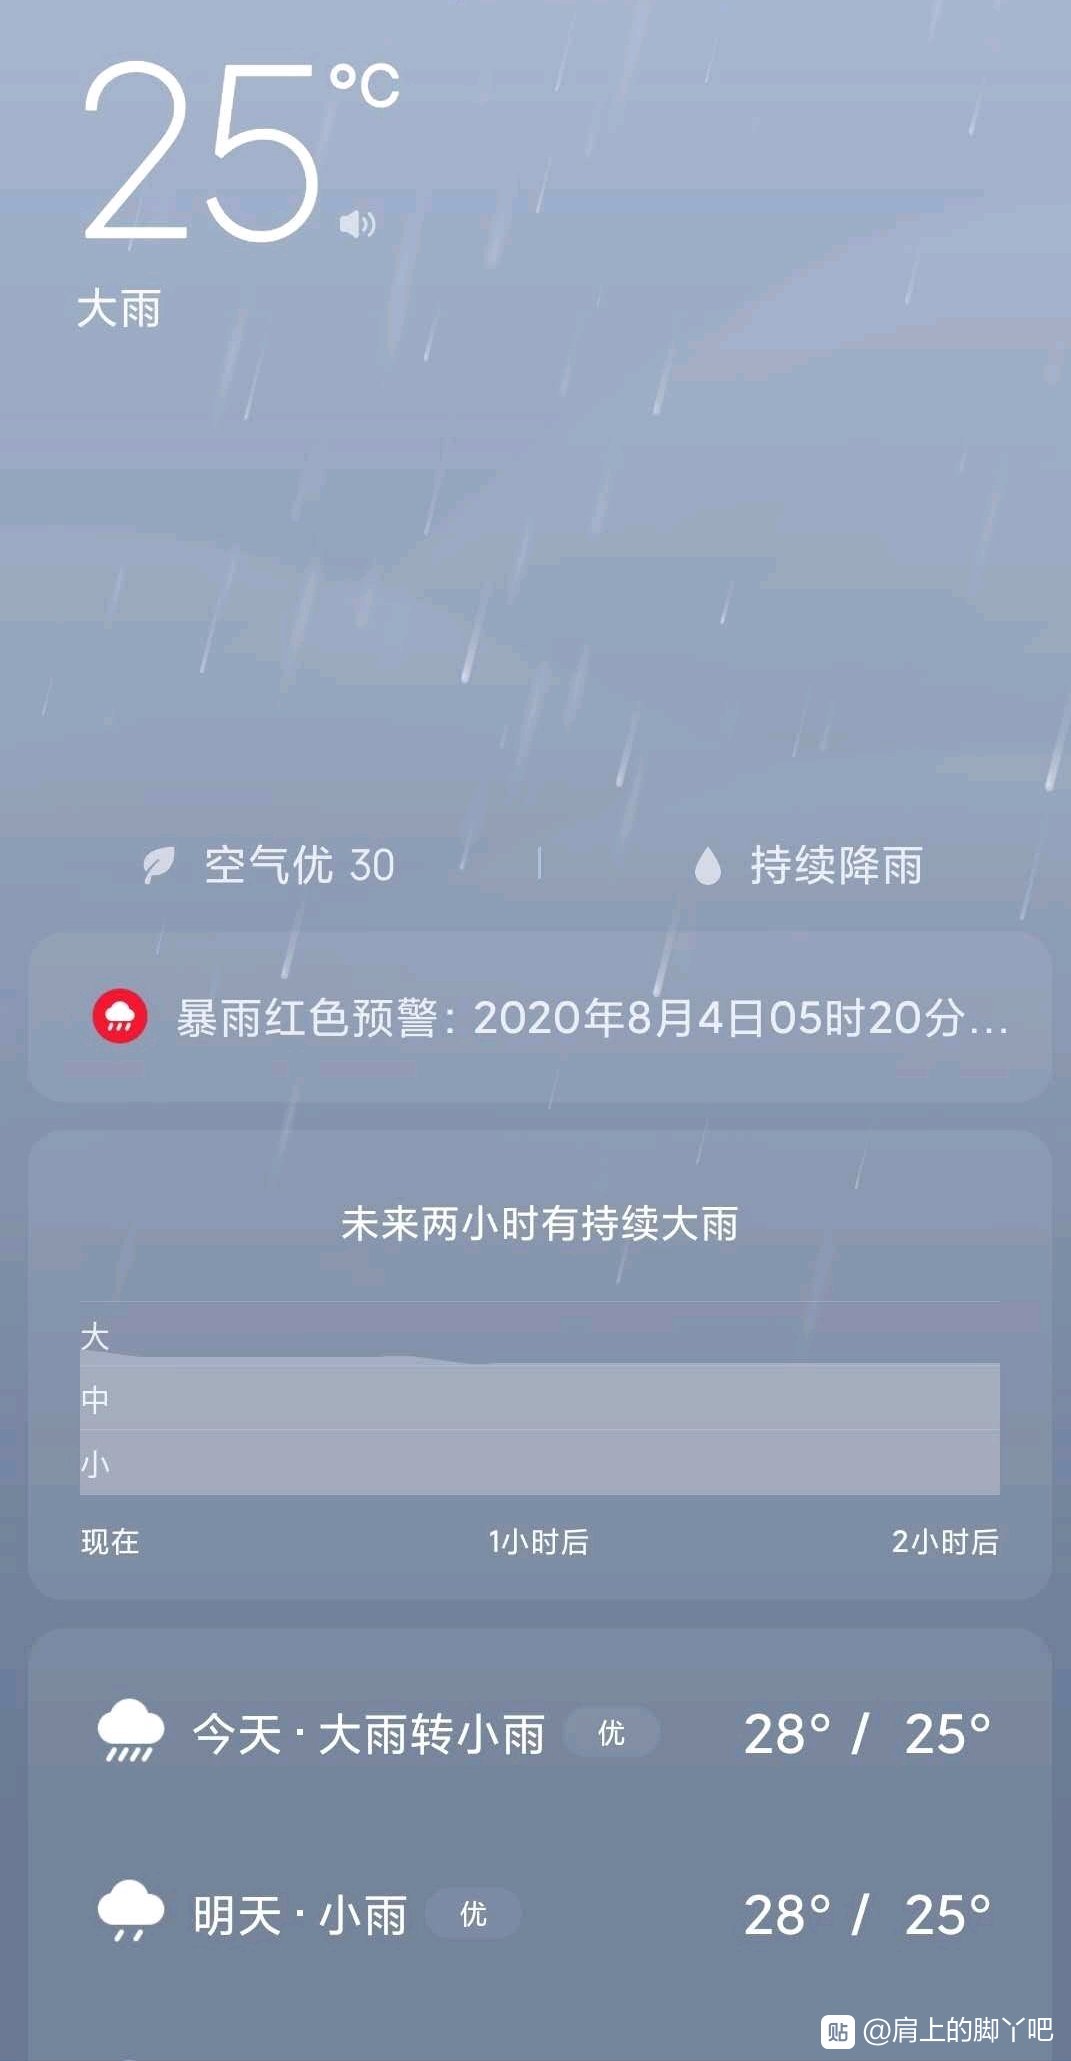 25°C
大雨
空气优 30
持续降雨
暴雨红色预警：2020年8月4日05时20分...
未来两小时有持续大雨
大
中
小
现在 1小时后 2小时后
今天·大雨转小雨 优 28° / 25°
明天·小雨 优 28° / 25°
贴 @肩上的脚丫吧